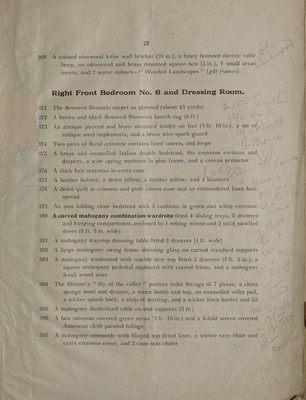 22
368 A stained rosewood 4-tier wall bracket (24 in.), a fancy bronzed electric table
lamp, an olivewood and brass mounted square box (5 in.), 9 small ornaments,
and 2 water colours—" Wooded Landscapes " (gilt frames)
Right Front Bedroom No. 6 and Dressing Room.
371 The flowered Brussels carpet as planned (about 45 yards)
372 A brown and black flowered hearth rug (6 ft.)
373 An antique pierced and brass mounted fender on feet (3 ft. 10 in.), a set of
antique steel implements, and a brass wire spark guard
374 Two pairs of floral cretonne curtains lined sateen, and loops
375 A brass and enamelled Italian double bedstead, the cretonne curtains and
drapery, a wire spring mattress in pine frame, and a canvas protector
376 A thick hair mattress in extra case
377 A feather bolster, a down pillow, a feather pillow, and 4 blankets
378 A down quilt in crimson and pink sateen case and an embroidered linen bedspread
379 An iron folding chair bedstead with 3 cushions in green and white cretonne
380 A carved mahogany combination wardrobe fitted 4 sliding trays, 5 drawers
and hanging compartment, enclosed by 1 robing mirror and 2 solid panelled
doors (6 ft. 3 in. wide)
381 A mahogany tray-top dressing table fitted 3 drawers (4 ft. wide)
382 A large mahogany swing frame dressing glass on carved standard supports
383 A mahogany washstand with marble tray top fitted 2 drawers (3 ft. 6 in.), a
square mahogany pedestal cupboard with carved frieze, and a mahogany
5-rail towel airer
384 The Minton's " lily of the valley " pattern toilet fittings of 7 pieces, a china
sponge bowl and drainer, a water bottle and top, an enamelled toilet pail,
a wicker splash back, a strip of matting, and a wicker linen basket and lid
385 A mahogany Sutherland table on end supports (3 ft.)
386 A box ottoman covered green arras (3 ft. 10 in.) and a 4-fold screen covered
American cloth painted foliage
387 A mahogany commode with hinged top fitted liner, a wicker easy chair and
extra cretonne cover, and 2 cane seat chairs